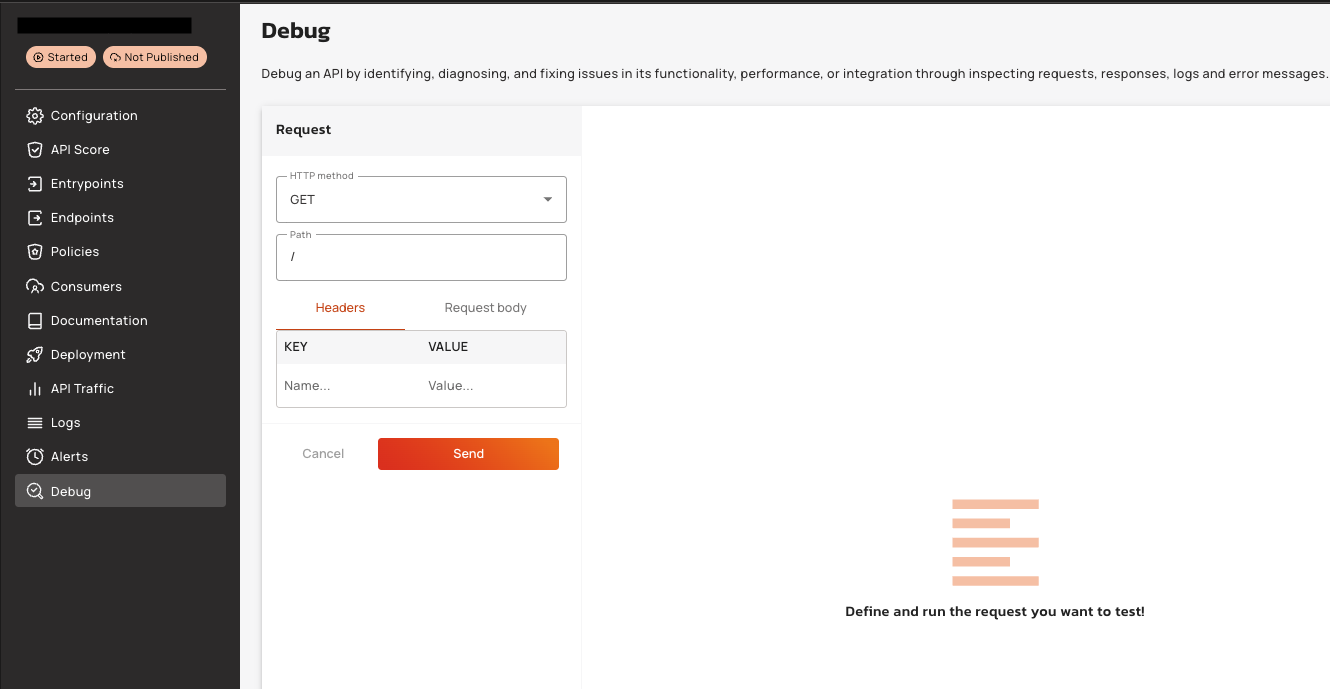 Started Not Published
Configuration
API Score
Entrypoints
Endpoints
Policies
Consumers
Documentation
Deployment
API Traffic
Logs
Alerts
Debug
Debug
Debug an API by identifying, diagnosing, and fixing issues in its functionality, performance, or integration through inspecting requests, responses, logs and error messages.
Request
HTTP method
GET
Path
/
Headers Request body
KEY VALUE
Name... Value...
Cancel Send
Define and run the request you want to test!